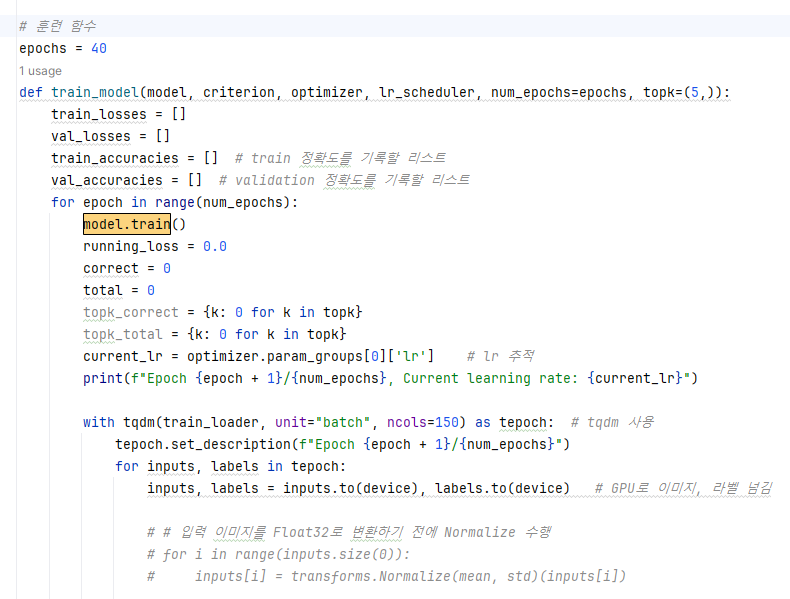 # 훈련 함수
epochs = 40
1 usage
def train_model(model, criterion, optimizer, lr_scheduler, num_epochs=epochs, topk=(5,)):
    train_losses = []
    val_losses = []
    train_accuracies = []  # train 정확도를 기록할 리스트
    val_accuracies = []  # validation 정확도를 기록할 리스트
    for epoch in range(num_epochs):
        model.train()
        running_loss = 0.0
        correct = 0
        total = 0
        topk_correct = {k: 0 for k in topk}
        topk_total = {k: 0 for k in topk}
        current_lr = optimizer.param_groups[0]['lr']    # lr 추적
        print(f"Epoch {epoch + 1}/{num_epochs}, Current learning rate: {current_lr}")
        with tqdm(train_loader, unit="batch", ncols=150) as tepoch:  # tqdm 사용
            tepoch.set_description(f"Epoch {epoch + 1}/{num_epochs}")
            for inputs, labels in tepoch:
                inputs, labels = inputs.to(device), labels.to(device)   # GPU로 이미지, 라벨 넘김
                # # 입력 이미지를 Float32로 변환하기 전에 Normalize 수행
                # for i in range(inputs.size(0)):
                #     inputs[i] = transforms.Normalize(mean, std)(inputs[i])